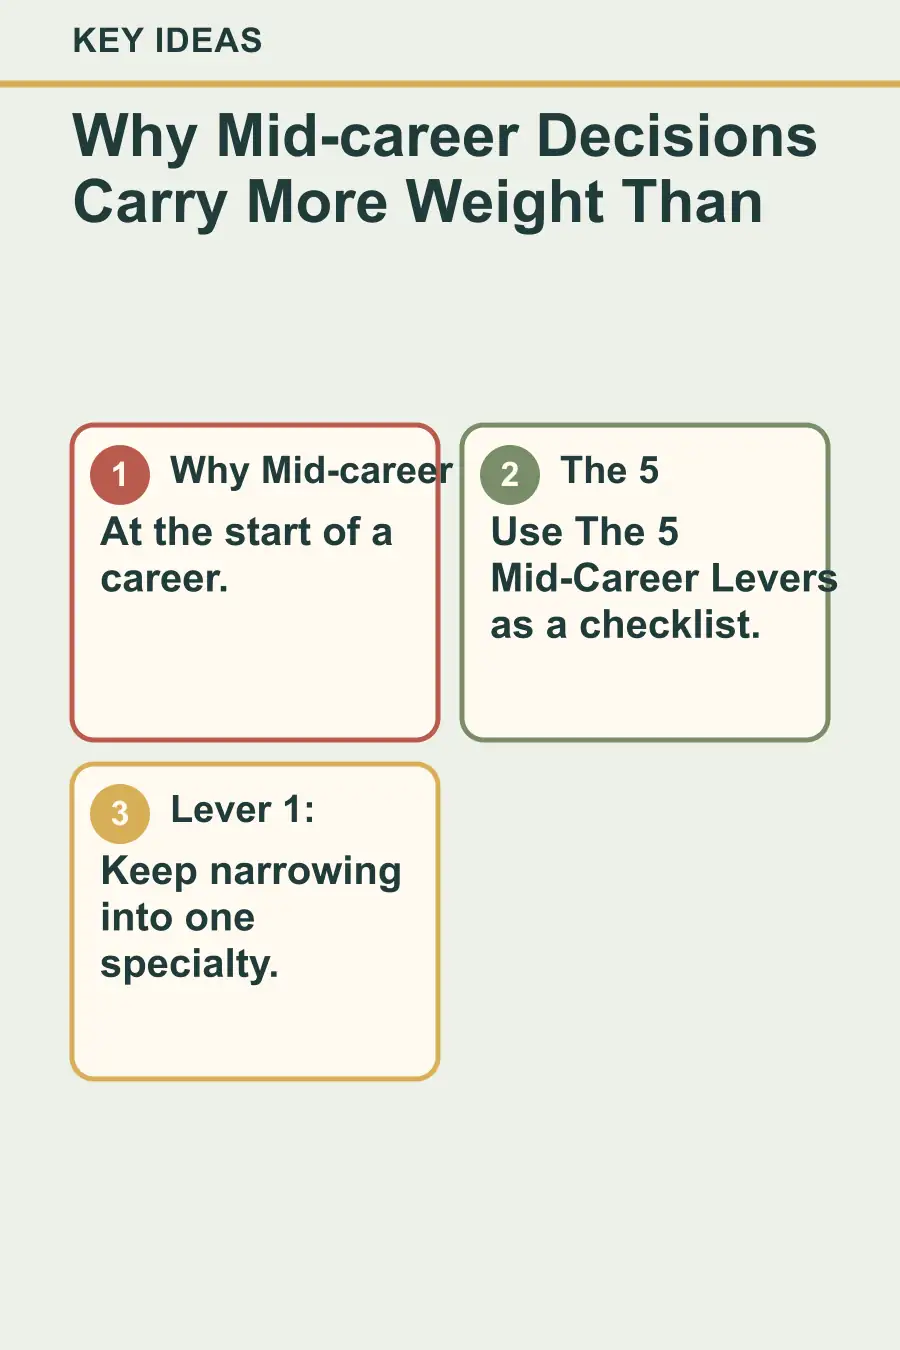 KEY IDEAS
Why Mid-career Decisions
Carry More Weight Than
1 Why Mid-career
At the start of a
career.
2 The 5
Use The 5
Mid-Career Levers
as a checklist.
3 Lever 1:
Keep narrowing
into one
specialty.